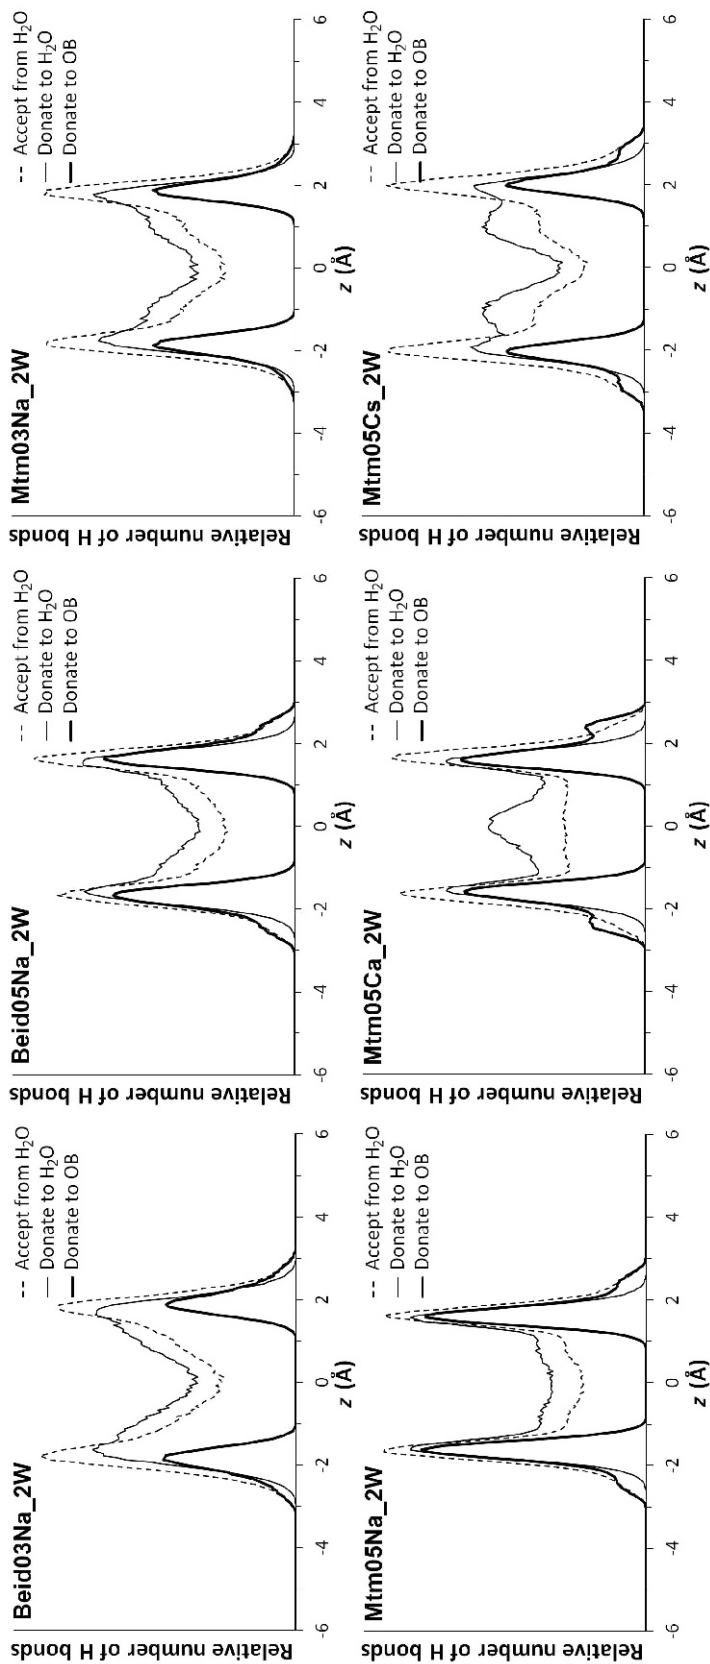 Beid03Na_2W
Accept from H₂O
Donate to H₂O
Donate to OB
Relative number of H bonds
-6 -4 -2 0 2 4 6
z (Å)
Beid05Na_2W
Accept from H₂O
Donate to H₂O
Donate to OB
Relative number of H bonds
-6 -4 -2 0 2 4 6
z (Å)
Mtm03Na_2W
Accept from H₂O
Donate to H₂O
Donate to OB
Relative number of H bonds
-6 -4 -2 0 2 4 6
z (Å)
Mtm05Na_2W
Accept from H₂O
Donate to H₂O
Donate to OB
Relative number of H bonds
-6 -4 -2 0 2 4 6
z (Å)
Mtm05Ca_2W
Accept from H₂O
Donate to H₂O
Donate to OB
Relative number of H bonds
-6 -4 -2 0 2 4 6
z (Å)
Mtm05Cs_2W
Accept from H₂O
Donate to H₂O
Donate to OB
Relative number of H bonds
-6 -4 -2 0 2 4 6
z (Å)